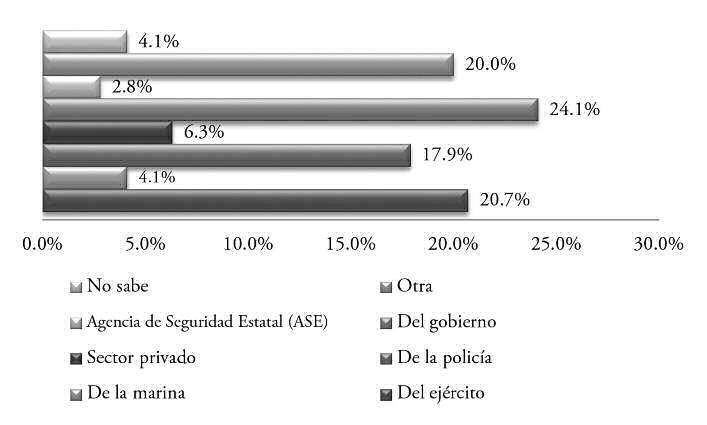 4.1%
20.0%
2.8%
24.1%
6.3%
17.9%
4.1%
20.7%
0.0% 5.0% 10.0% 15.0% 20.0% 25.0% 30.0%
No sabe Otra
Agencia de Seguridad Estatal (ASE) Del gobierno
Sector privado De la policía
De la marina Del ejército